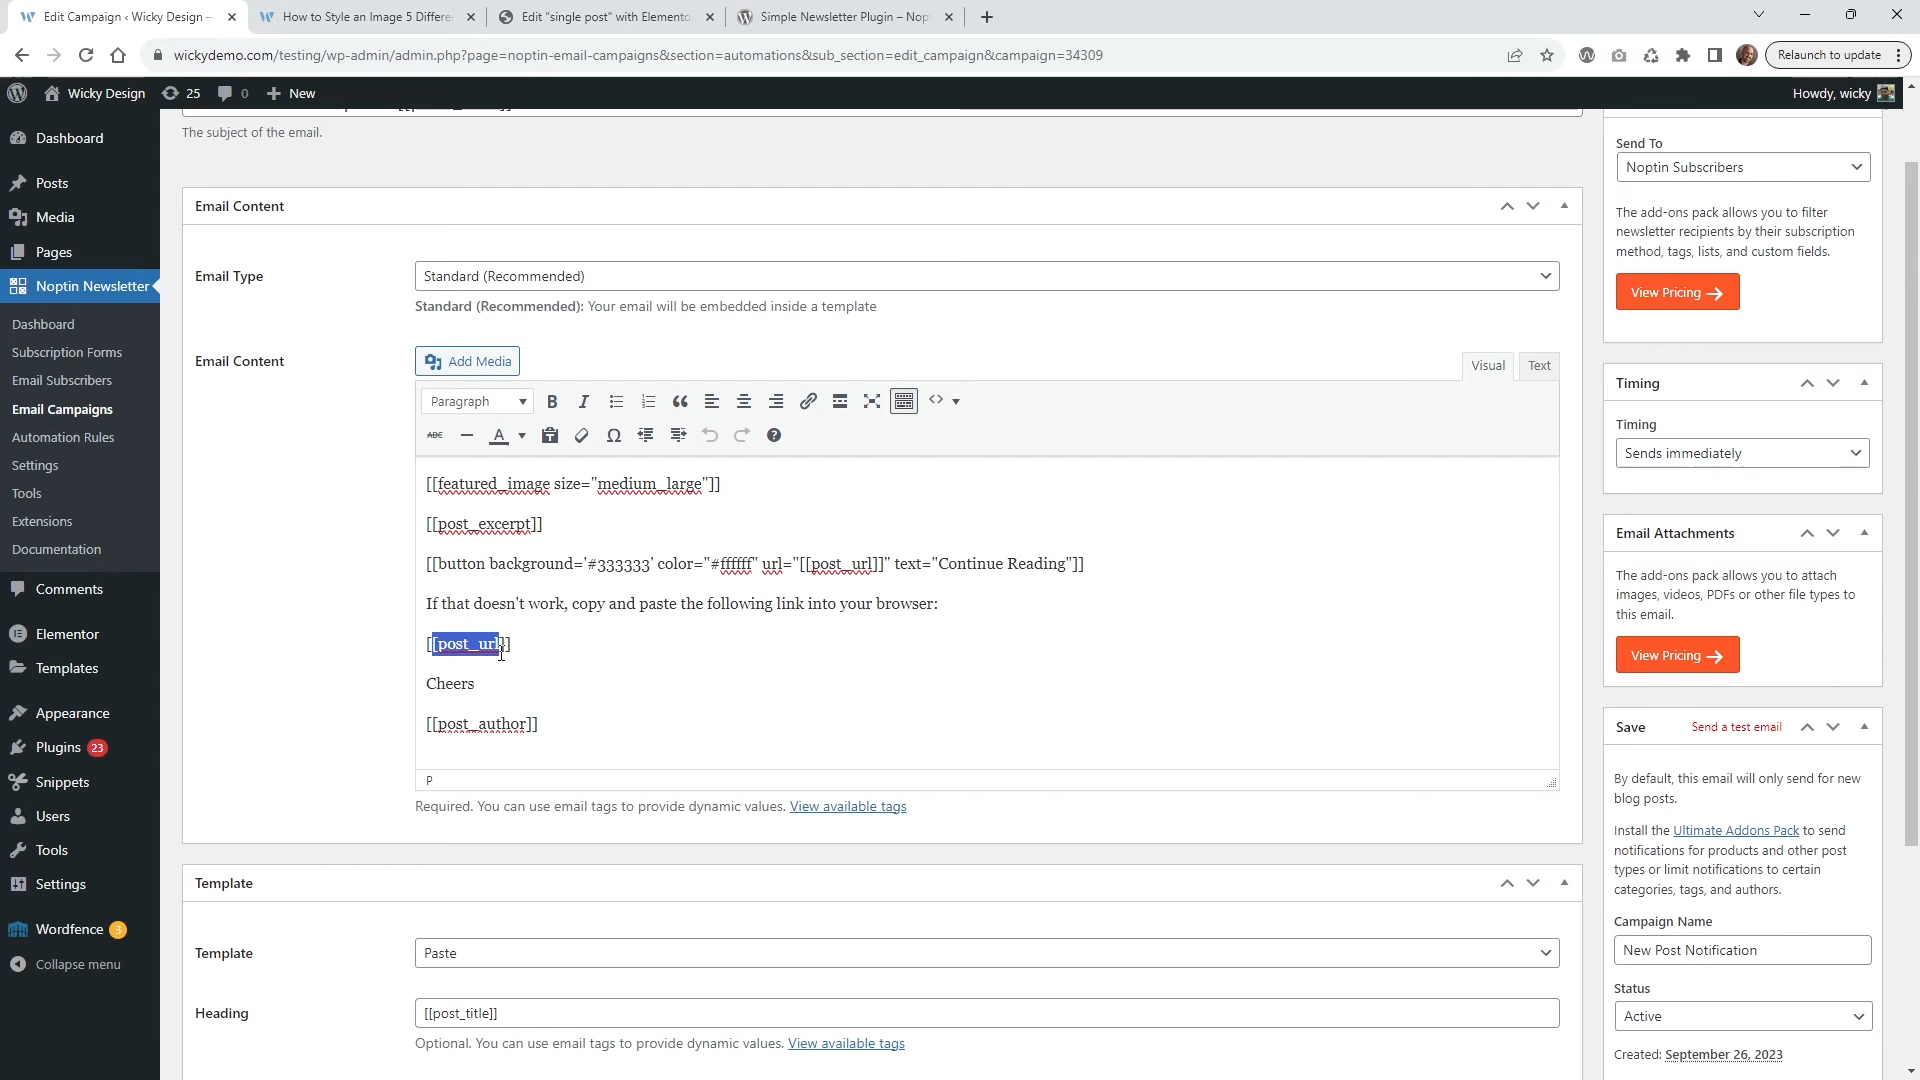 Edit Campaign ‹ Wicky Design —
How to Style an Image 5 Differe
Edit "single post" with Elemento
Simple Newsletter Plugin – Nop
wickydemo.com/testing/wp-admin/admin.php?page=noptin-email-campaigns&section=automations&sub_section=edit_campaign&campaign=34309
Relaunch to update
Wicky Design
25
0
New
Howdy, wicky
Dashboard
Posts
Media
Pages
Noptin Newsletter
Dashboard
Subscription Forms
Email Subscribers
Email Campaigns
Automation Rules
Settings
Tools
Extensions
Documentation
Comments
Elementor
Templates
Appearance
Plugins 23
Snippets
Users
Tools
Settings
Wordfence 3
Collapse menu
The subject of the email.
Email Content
Email Type
Standard (Recommended)
Standard (Recommended): Your email will be embedded inside a template
Email Content
Add Media
Visual
Text
Paragraph
B I
ABC A
[[featured_image size="medium_large"]]
[[post_excerpt]]
[[button background='#333333' color="#ffffff" url="[[post_url]]" text="Continue Reading"]]
If that doesn't work, copy and paste the following link into your browser:
[[post_url]]
Cheers
[[post_author]]
P
Required. You can use email tags to provide dynamic values. View available tags
Template
Template
Paste
Heading
[[post_title]]
Optional. You can use email tags to provide dynamic values. View available tags
Send To
Noptin Subscribers
The add-ons pack allows you to filter
newsletter recipients by their subscription
method, tags, lists, and custom fields.
View Pricing
Timing
Timing
Sends immediately
Email Attachments
The add-ons pack allows you to attach
images, videos, PDFs or other file types to
this email.
View Pricing
Save
Send a test email
By default, this email will only send for new
blog posts.
Install the Ultimate Addons Pack to send
notifications for products and other post
types or limit notifications to certain
categories, tags, and authors.
Campaign Name
New Post Notification
Status
Active
Created: September 26, 2023